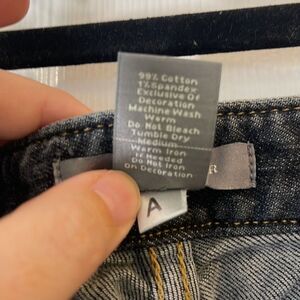 99% Cotton
1% Spandex
Exclusive Of
Decoration
Machine Wash
Warm
Do Not Bleach
Tumble Dry
Medium
Warm Iron
If Needed
Do Not Iron
On Decoration
R
A